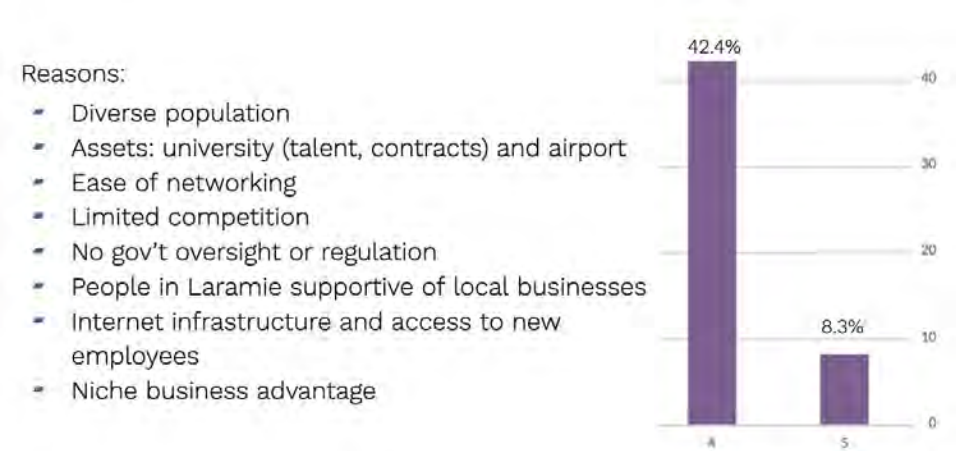 Reasons:
- Diverse population
- Assets: university (talent, contracts) and airport
- Ease of networking
- Limited competition
- No gov't oversight or regulation
- People in Laramie supportive of local businesses
- Internet infrastructure and access to new
employees
- Niche business advantage
42.4%
8.3%
40
30
20
10
0
4
5